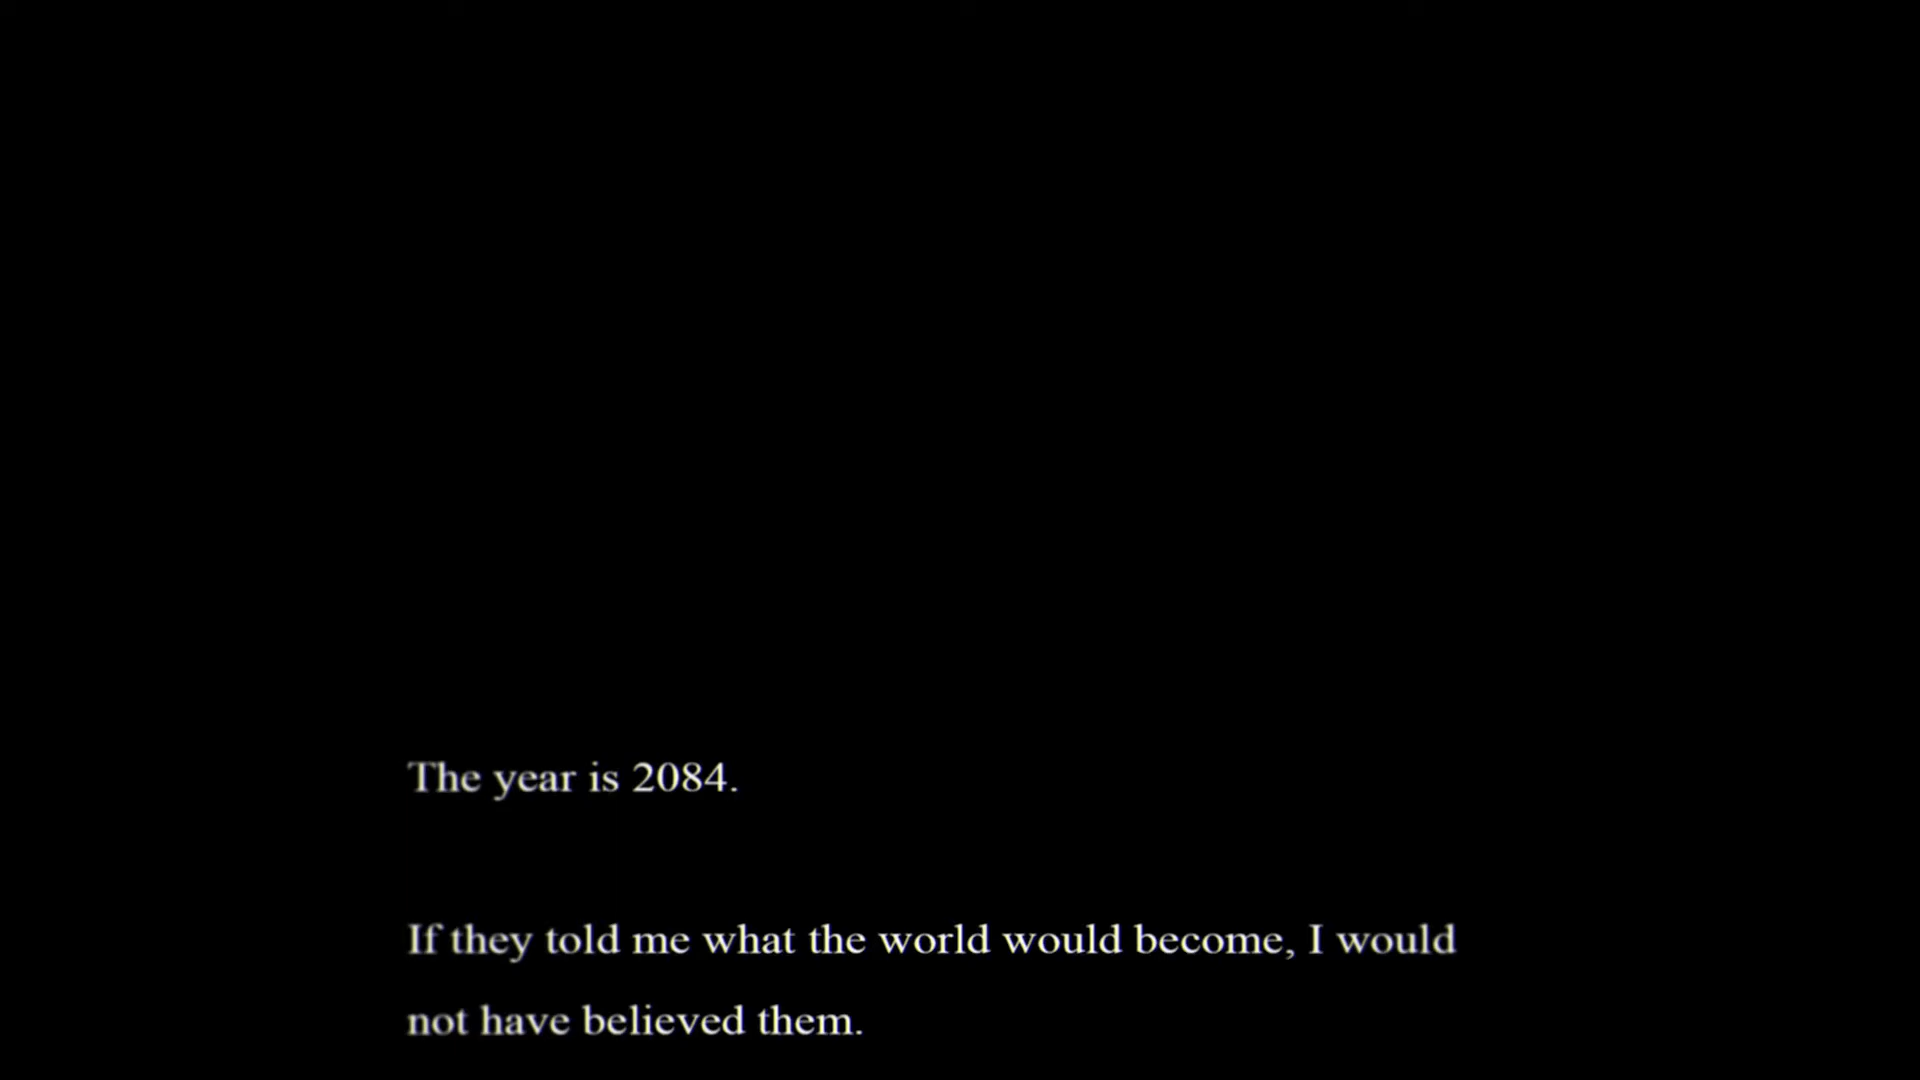 The year is 2084.
If they told me what the world would become, I would
not have believed them.